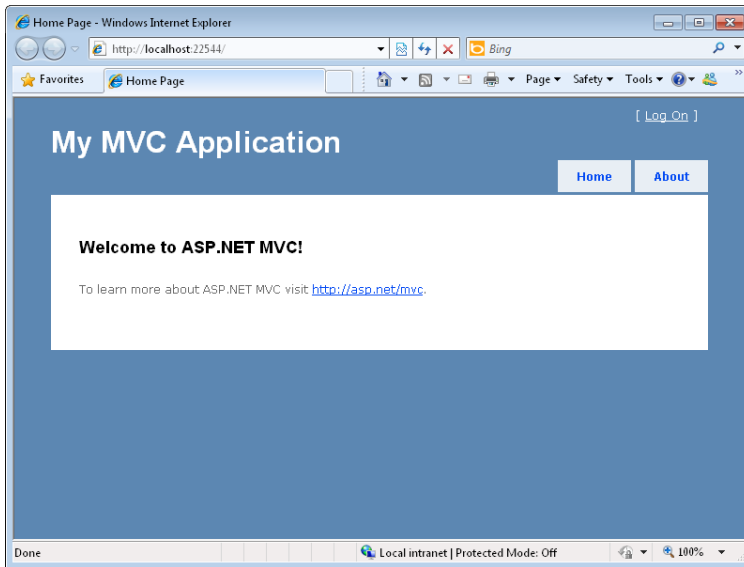 Home Page - Windows Internet Explorer
http://localhost:22544/
Bing
Favorites
Home Page
Page
Safety
Tools
[ Log On ]
My MVC Application
Home
About
Welcome to ASP.NET MVC!
To learn more about ASP.NET MVC visit http://asp.net/mvc.
Done
Local intranet | Protected Mode: Off
100%